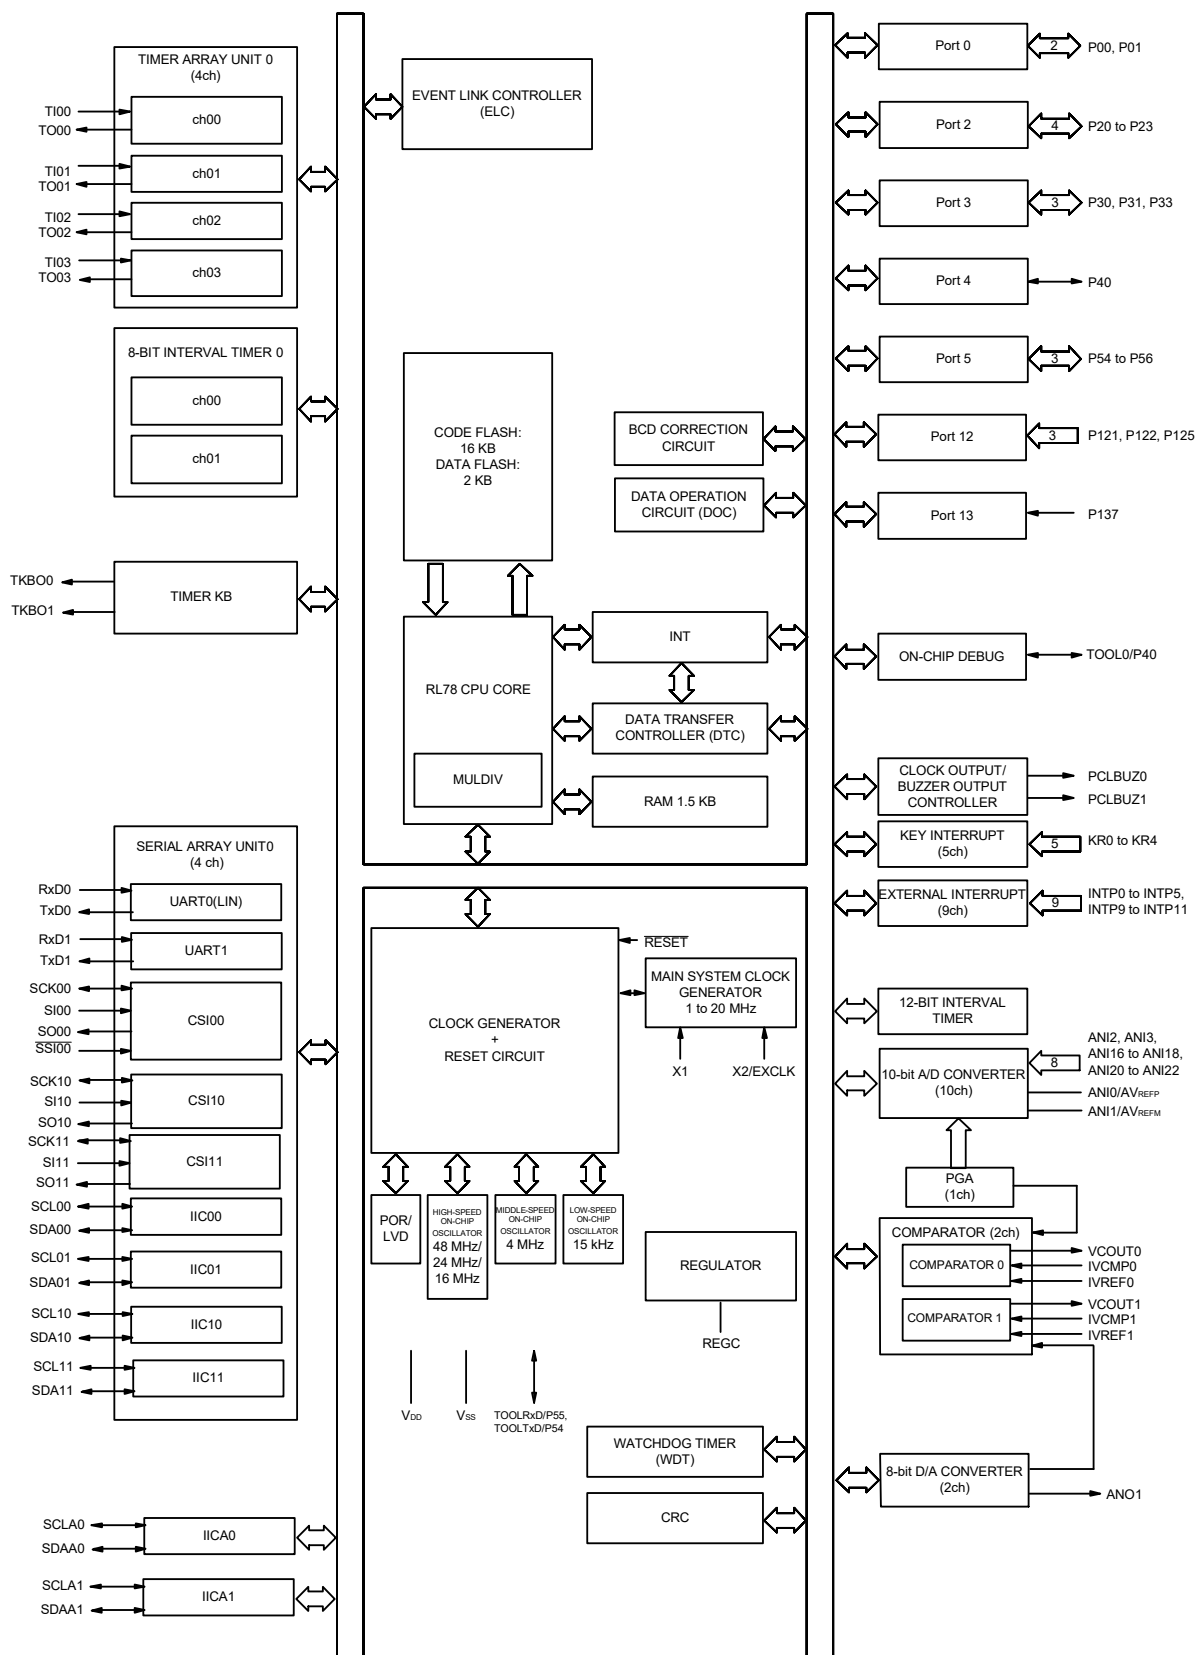 TIMER ARRAY UNIT 0
(4ch)
TI00
TO00
ch00
TI01
TO01
ch01
TI02
TO02
ch02
TI03
TO03
ch03
8-BIT INTERVAL TIMER 0
ch00
ch01
TKBO0
TKBO1
TIMER KB
SERIAL ARRAY UNIT0
(4 ch)
RxD0
TxD0
UART0(LIN)
RxD1
TxD1
UART1
SCK00
SI00
SO00
SSI00
CSI00
SCK10
SI10
SO10
CSI10
SCK11
SI11
SO11
CSI11
SCL00
SDA00
IIC00
SCL01
SDA01
IIC01
SCL10
SDA10
IIC10
SCL11
SDA11
IIC11
SCLA0
SDAA0
IICA0
SCLA1
SDAA1
IICA1
EVENT LINK CONTROLLER
(ELC)
CODE FLASH:
16 KB
DATA FLASH:
2 KB
BCD CORRECTION
CIRCUIT
DATA OPERATION
CIRCUIT (DOC)
RL78 CPU CORE
MULDIV
INT
DATA TRANSFER
CONTROLLER (DTC)
RAM 1.5 KB
CLOCK GENERATOR
+
RESET CIRCUIT
RESET
MAIN SYSTEM CLOCK
GENERATOR
1 to 20 MHz
X1
X2/EXCLK
POR/
LVD
HIGH-SPEED
ON-CHIP
OSCILLATOR
48 MHz/
24 MHz/
16 MHz
MIDDLE-SPEED
ON-CHIP
OSCILLATOR
4 MHz
LOW-SPEED
ON-CHIP
OSCILLATOR
15 kHz
REGULATOR
REGC
VDD
VSS
TOOLRxD/P55,
TOOLTxD/P54
WATCHDOG TIMER
(WDT)
CRC
Port 0
2
P00, P01
Port 2
4
P20 to P23
Port 3
3
P30, P31, P33
Port 4
P40
Port 5
3
P54 to P56
Port 12
3
P121, P122, P125
Port 13
P137
ON-CHIP DEBUG
TOOL0/P40
CLOCK OUTPUT/
BUZZER OUTPUT
CONTROLLER
PCLBUZ0
PCLBUZ1
KEY INTERRUPT
(5ch)
5
KR0 to KR4
EXTERNAL INTERRUPT
(9ch)
9
INTP0 to INTP5,
INTP9 to INTP11
12-BIT INTERVAL
TIMER
10-bit A/D CONVERTER
(10ch)
8
ANI2, ANI3,
ANI16 to ANI18,
ANI20 to ANI22
ANI0/AVREFP
ANI1/AVREFM
PGA
(1ch)
COMPARATOR (2ch)
COMPARATOR 0
VCOUT0
IVCMP0
IVREF0
COMPARATOR 1
VCOUT1
IVCMP1
IVREF1
8-bit D/A CONVERTER
(2ch)
ANO1